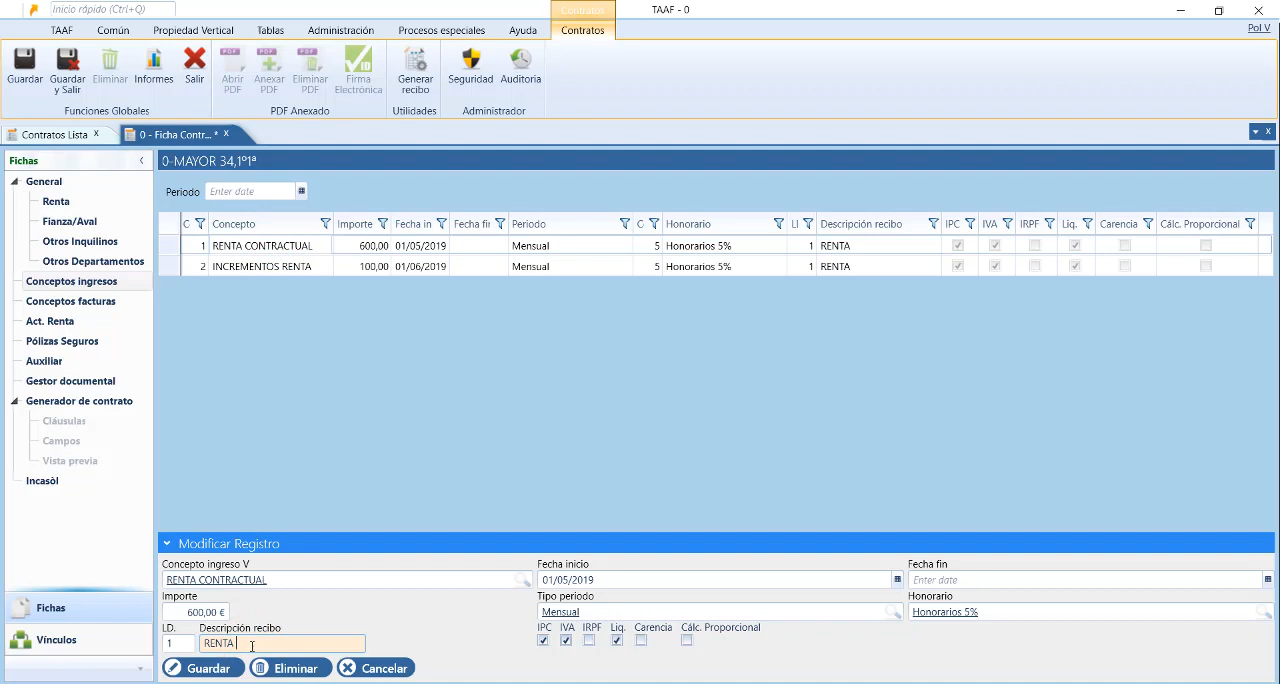 Inicio rápido (Ctrl+Q)
Contratos
TAAF - 0
TAAF
Común
Propiedad Vertical
Tablas
Administración
Procesos especiales
Ayuda
Contratos
Pol V
Guardar
Guardar y Salir
Eliminar
Informes
Salir
Abrir PDF
Anexar PDF
Eliminar PDF
Firma Electrónica
Generar recibo
Seguridad
Auditoria
Funciones Globales
PDF Anexado
Utilidades
Administrador
Contratos Lista x
0 - Ficha Contr... * x
Fichas
General
Renta
Fianza/Aval
Otros Inquilinos
Otros Departamentos
Conceptos ingresos
Conceptos facturas
Act. Renta
Pólizas Seguros
Auxiliar
Gestor documental
Generador de contrato
Cláusulas
Campos
Vista previa
Incasòl
Fichas
Vínculos
0-MAYOR 34,1º1ª
Periodo Enter date
C Concepto Importe Fecha in Fecha fir Periodo C Honorario LI Descripción recibo IPC IVA IRPF Liq. Carencia Cálc. Proporcional
1 RENTA CONTRACTUAL 600,00 01/05/2019 Mensual 5 Honorarios 5% 1 RENTA
2 INCREMENTOS RENTA 100,00 01/06/2019 Mensual 5 Honorarios 5% 1 RENTA
Modificar Registro
Concepto ingreso V Fecha inicio Fecha fin
RENTA CONTRACTUAL 01/05/2019 Enter date
Importe Tipo periodo Honorario
600,00 € Mensual Honorarios 5%
LD. Descripción recibo IPC IVA IRPF Liq. Carencia Cálc. Proporcional
1 RENTA
Guardar Eliminar Cancelar